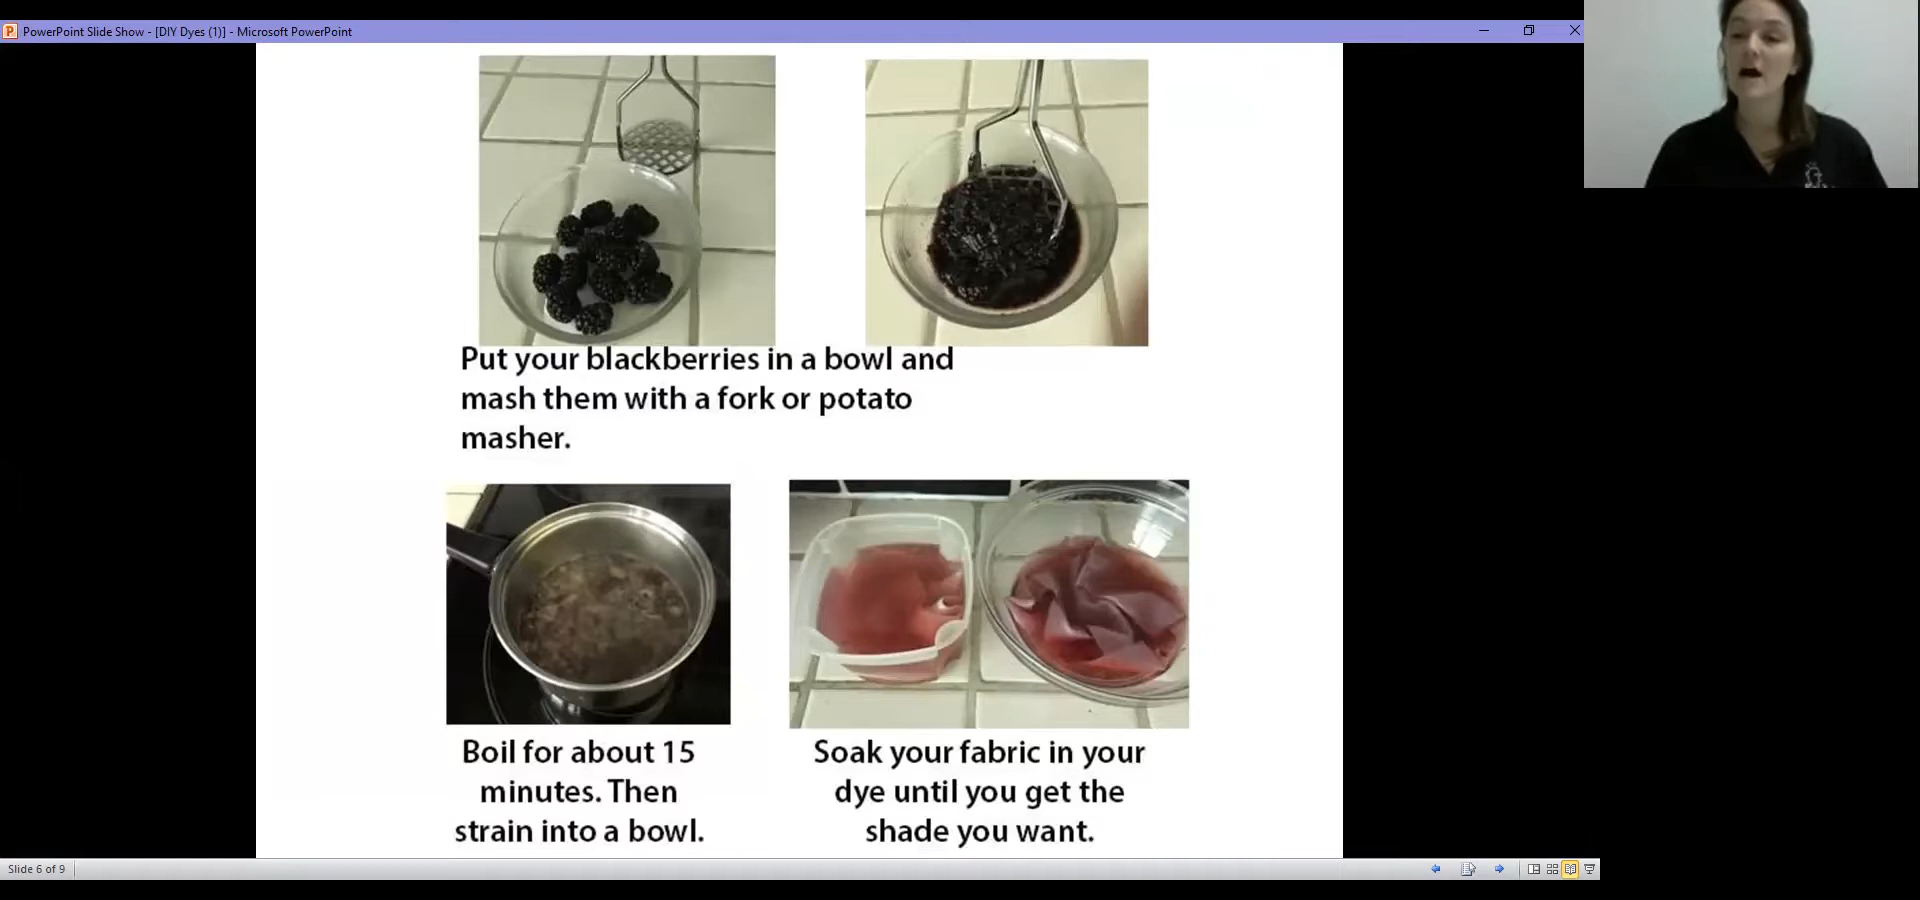 PowerPoint Slide Show - [DIY Dyes (1)] - Microsoft PowerPoint
Put your blackberries in a bowl and
mash them with a fork or potato
masher.
Boil for about 15
minutes. Then
strain into a bowl.
Soak your fabric in your
dye until you get the
shade you want.
Slide 6 of 9